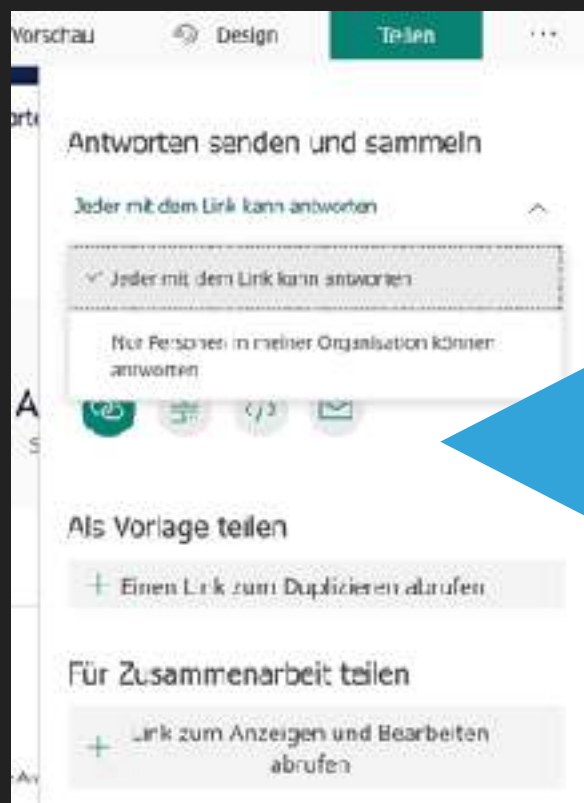 Vorschau Design Teilen ...
Antworten senden und sammeln
Jeder mit dem Link kann antworten
Jeder mit dem Link kann antworten
Nur Personen in meiner Organisation können
antworten
A
S
Als Vorlage teilen
+ Einen Link zum Duplizieren abrufen
Für Zusammenarbeit teilen
+ Link zum Anzeigen und Bearbeiten
abrufen